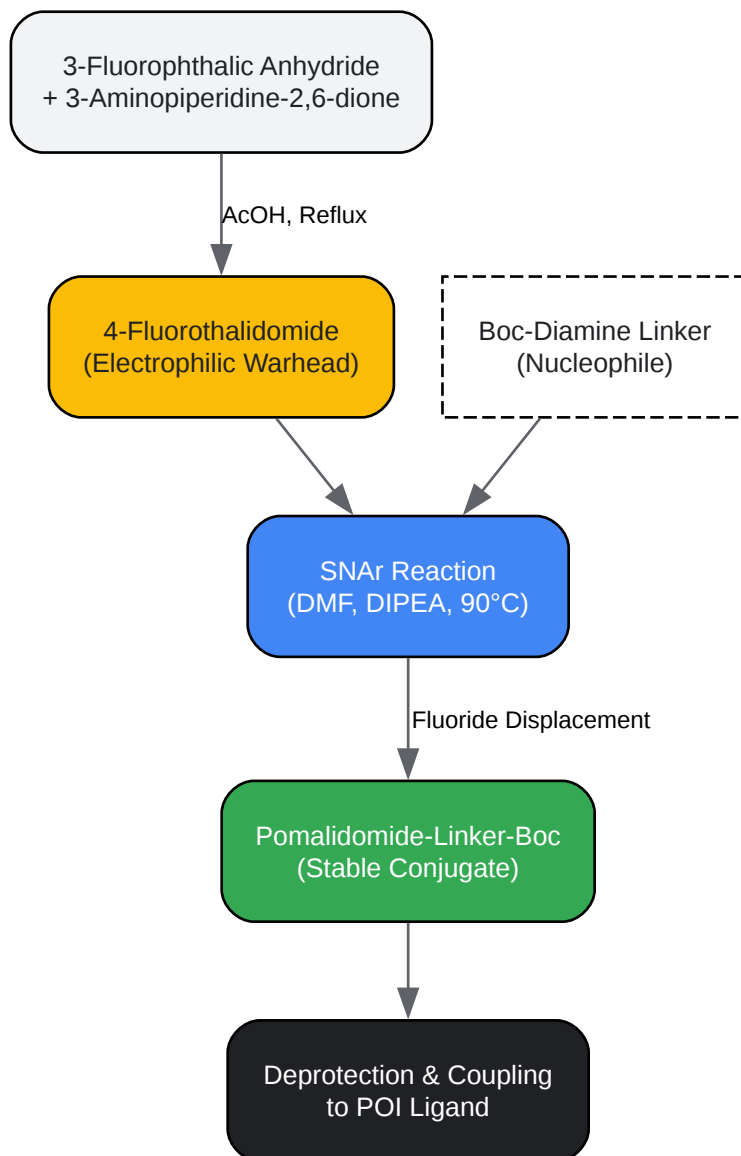 3-Fluorophthalic Anhydride
+ 3-Aminopiperidine-2,6-dione
AcOH, Reflux
4-Fluorothalidomide
(Electrophilic Warhead)
Boc-Diamine Linker
(Nucleophile)
SNAr Reaction
(DMF, DIPEA, 90°C)
Fluoride Displacement
Pomalidomide-Linker-Boc
(Stable Conjugate)
Deprotection & Coupling
to POI Ligand